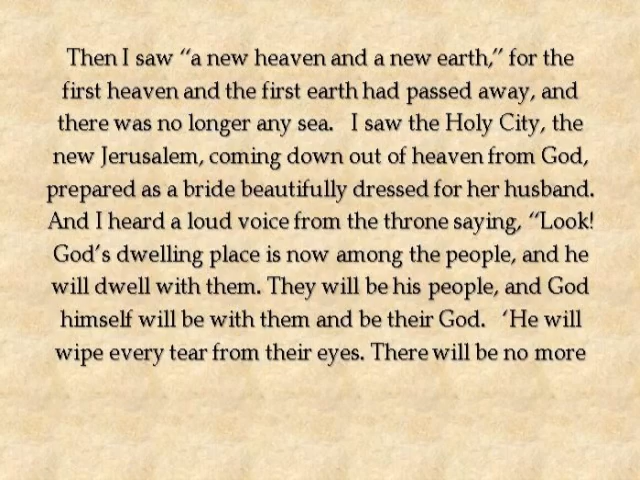 Then I saw “a new heaven and a new earth,” for the
first heaven and the first earth had passed away, and
there was no longer any sea.   I saw the Holy City, the
new Jerusalem, coming down out of heaven from God,
prepared as a bride beautifully dressed for her husband.
And I heard a loud voice from the throne saying, “Look!
God’s dwelling place is now among the people, and he
will dwell with them. They will be his people, and God
himself will be with them and be their God.   ‘He will
wipe every tear from their eyes. There will be no more